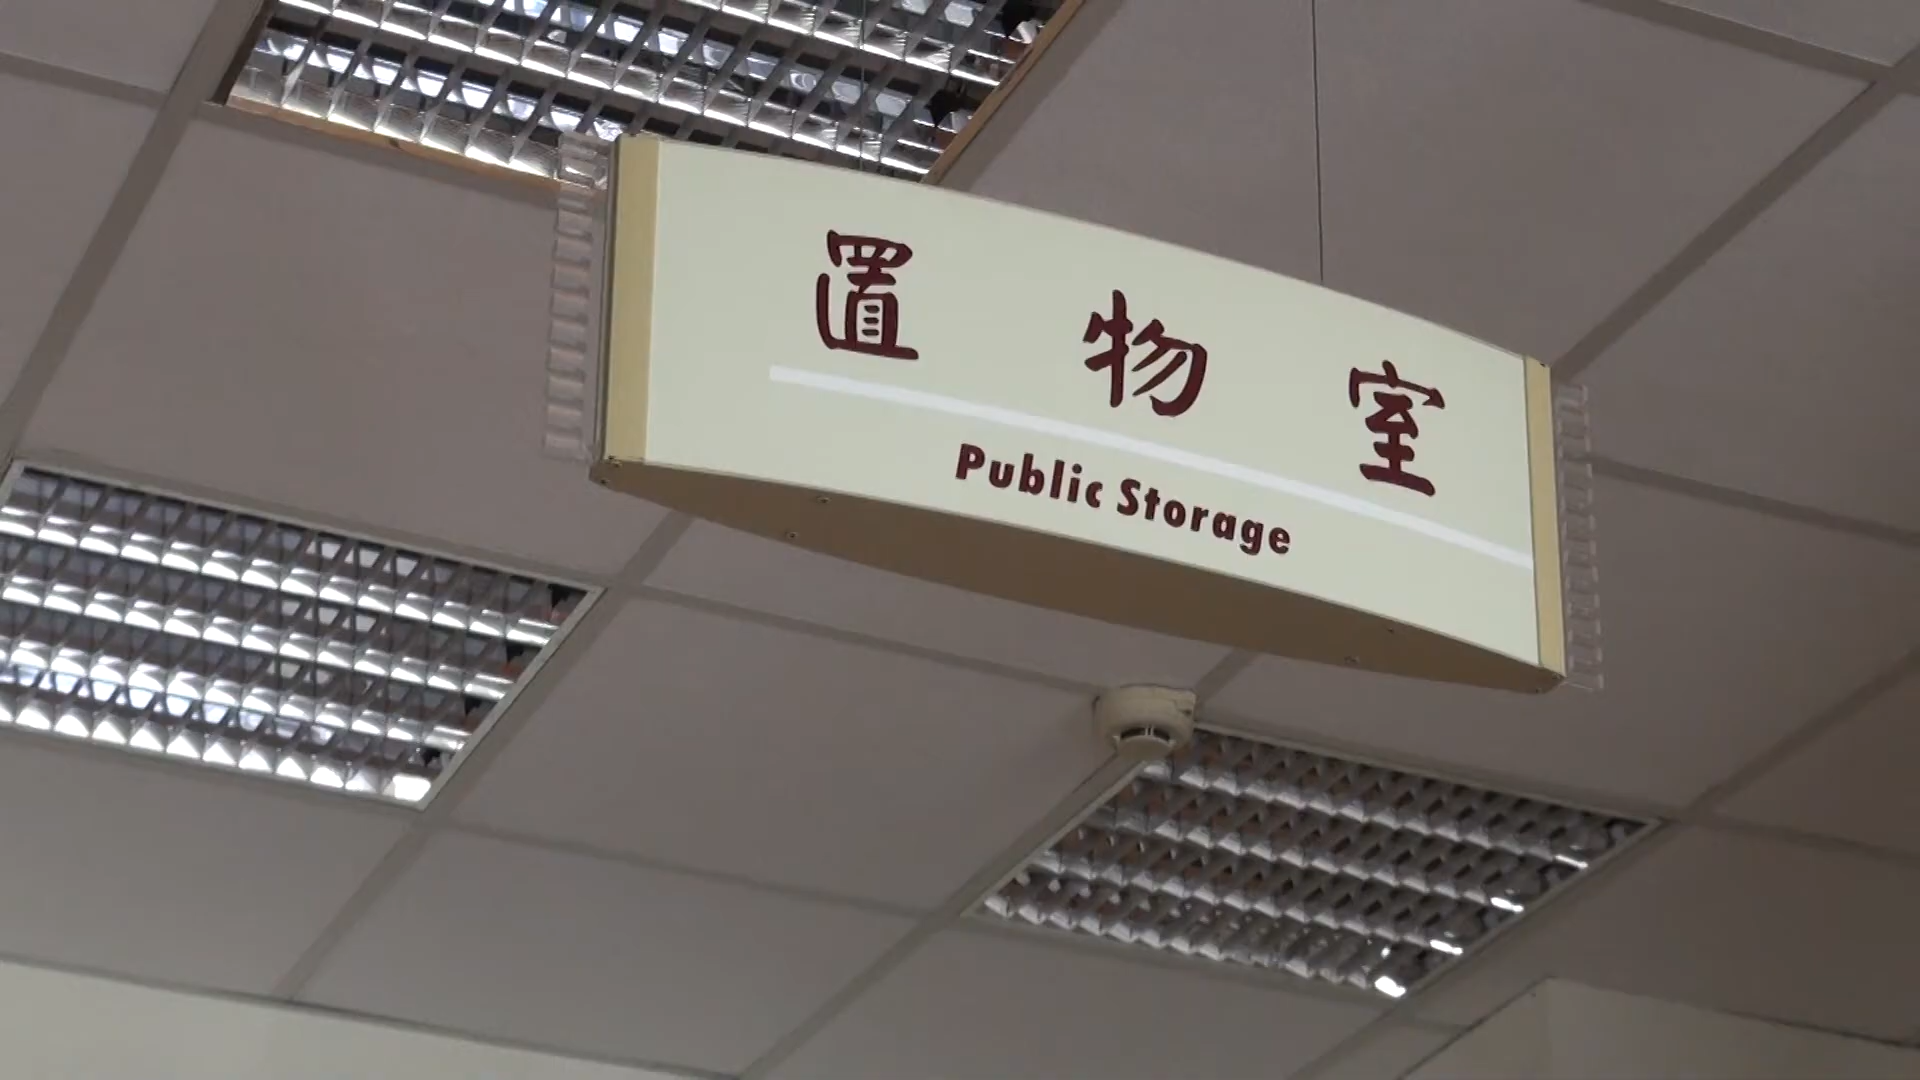 置物室
Public Storage